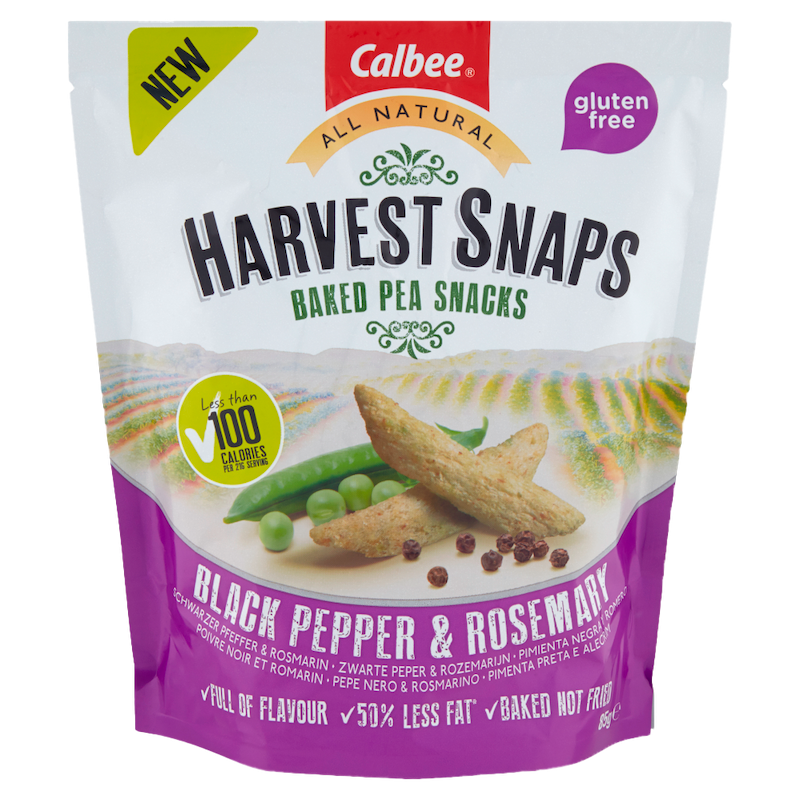 NEW
Calbee®
ALL NATURAL
gluten
free
HARVEST SNAPS
BAKED PEA SNACKS
Less than
100
CALORIES
PER 21G SERVING
BLACK PEPPER & ROSEMARY
SCHWARZER PFEFFER & ROSMARIN · ZWARTE PEPER & ROZEMARIJN · PIMIENTA NEGRA Y ROMERO
POIVRE NOIR ET ROMARIN · PEPE NERO & ROSMARINO · PIMENTA PRETA E ALECRIM
✓FULL OF FLAVOUR ✓50% LESS FAT* ✓BAKED NOT FRIED
85g℮